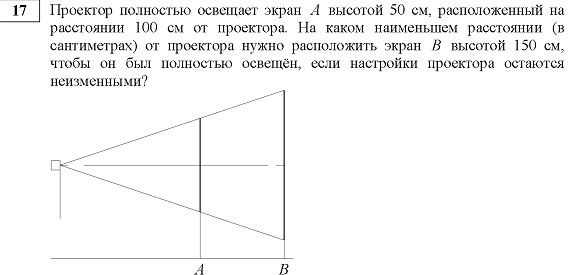 17
Проектор полностью освещает экран A высотой 50 см, расположенный на
расстоянии 100 см от проектора. На каком наименьшем расстоянии (в
сантиметрах) от проектора нужно расположить экран B высотой 150 см,
чтобы он был полностью освещён, если настройки проектора остаются
неизменными?
A B